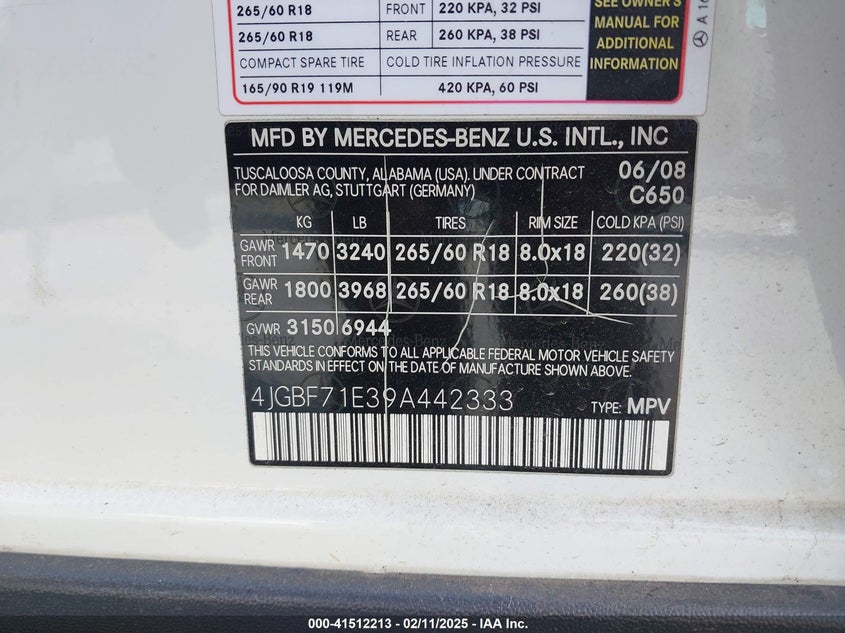 265/60 R18 FRONT 220 KPA, 32 PSI
265/60 R18 REAR 260 KPA, 38 PSI
COMPACT SPARE TIRE COLD TIRE INFLATION PRESSURE
165/90 R19 119M 420 KPA, 60 PSI
SEE OWNER'S
MANUAL FOR
ADDITIONAL
INFORMATION
A 16
MFD BY MERCEDES-BENZ U.S. INTL., INC
TUSCALOOSA COUNTY, ALABAMA (USA). UNDER CONTRACT
FOR DAIMLER AG, STUTTGART (GERMANY)
06/08
C650
KG LB TIRES RIM SIZE COLD KPA (PSI)
GAWR FRONT 1470 3240 265/60 R18 8.0x18 220(32)
GAWR REAR 1800 3968 265/60 R18 8.0x18 260(38)
GVWR 3150 6944
THIS VEHICLE CONFORMS TO ALL APPLICABLE FEDERAL MOTOR VEHICLE SAFETY
STANDARDS IN EFFECT ON THE DATE OF MANUFACTURE SHOWN ABOVE.
4JGBF71E39A442333 TYPE: MPV
000-41512213 - 02/11/2025 - IAA Inc.